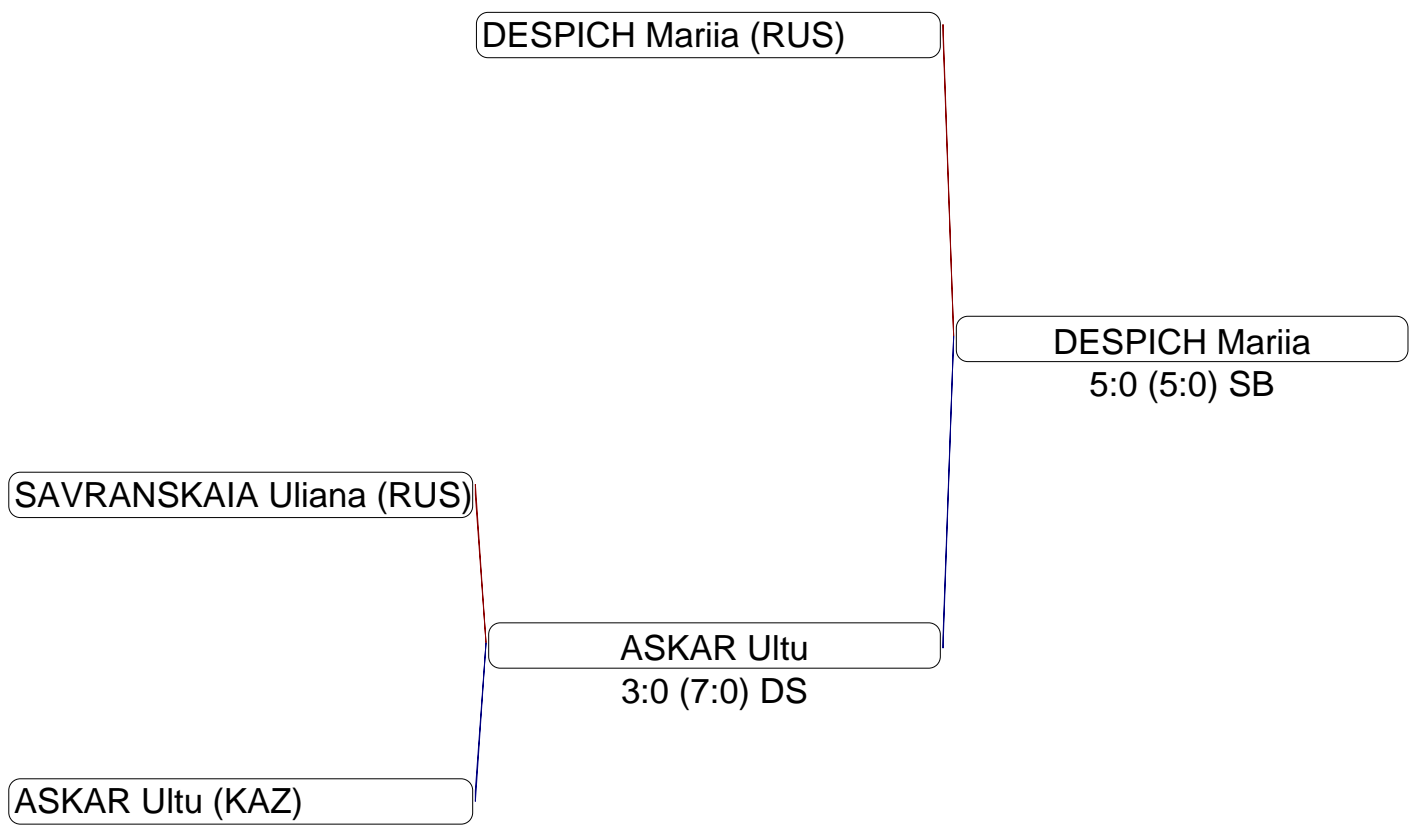 DESPICH Mariia (RUS)
DESPICH Mariia
5:0 (5:0) SB
SAVRANSKAIA Uliana (RUS)
ASKAR Ultu
3:0 (7:0) DS
ASKAR Ultu (KAZ)